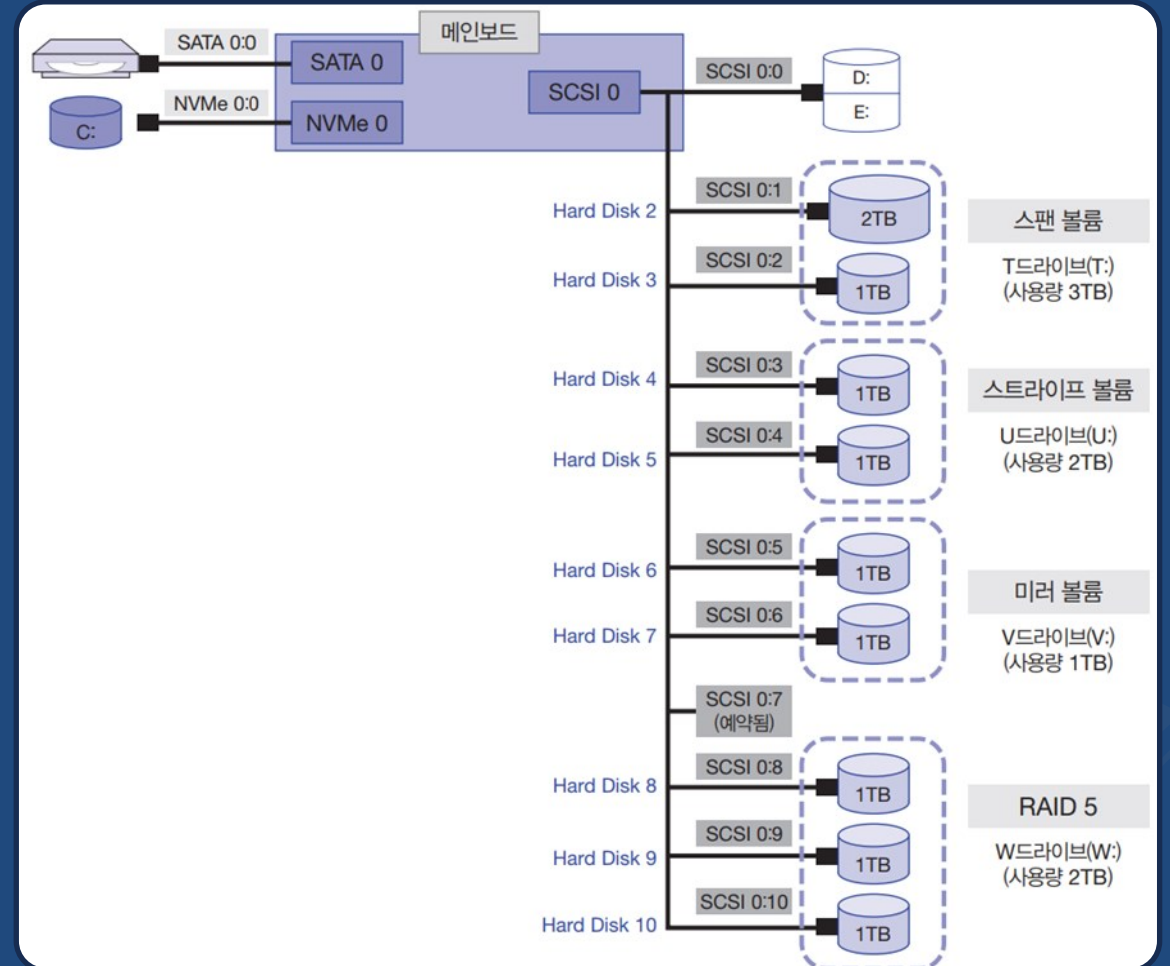 메인보드
SATA 0:0
SATA 0
NVMe 0:0
NVMe 0
C:
SCSI 0
SCSI 0:0
D:
E:
Hard Disk 2
SCSI 0:1
2TB
Hard Disk 3
SCSI 0:2
1TB
스팬 볼륨
T드라이브(T:)
(사용량 3TB)
Hard Disk 4
SCSI 0:3
1TB
Hard Disk 5
SCSI 0:4
1TB
스트라이프 볼륨
U드라이브(U:)
(사용량 2TB)
Hard Disk 6
SCSI 0:5
1TB
Hard Disk 7
SCSI 0:6
1TB
미러 볼륨
V드라이브(V:)
(사용량 1TB)
SCSI 0:7
(예약됨)
Hard Disk 8
SCSI 0:8
1TB
Hard Disk 9
SCSI 0:9
1TB
Hard Disk 10
SCSI 0:10
1TB
RAID 5
W드라이브(W:)
(사용량 2TB)